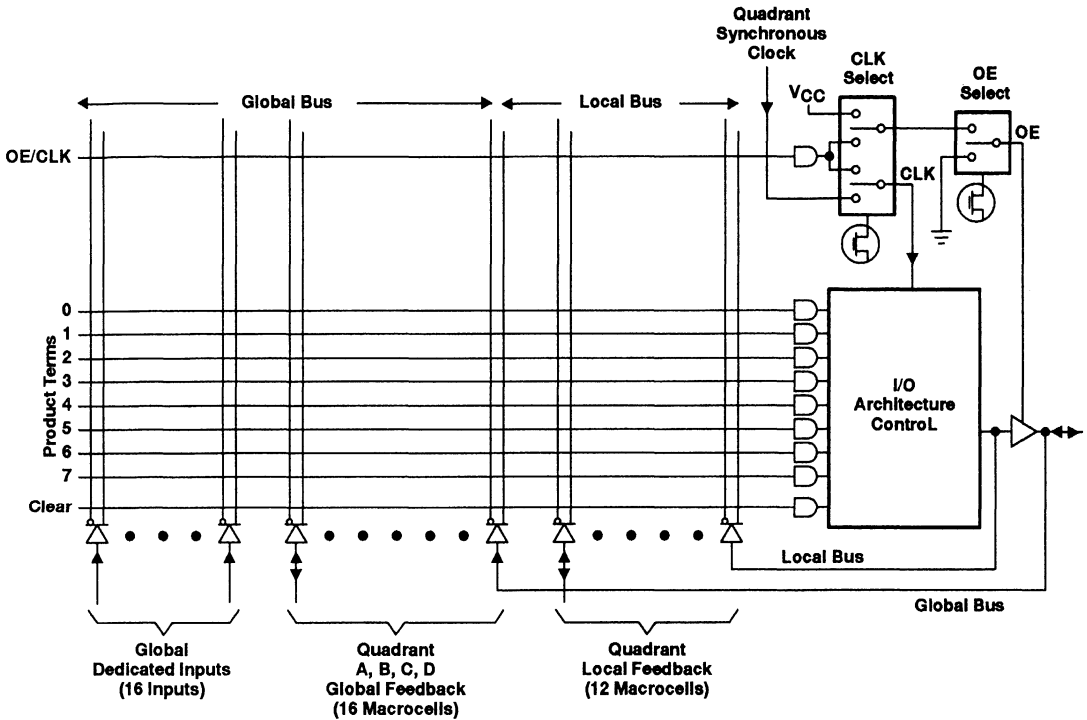 Quadrant
Synchronous
Clock
CLK
Select
OE
Select
Global Bus
Local Bus
VCC
OE
OE/CLK
CLK
Product Terms
0
1
2
3
4
5
6
7
Clear
I/O
Architecture
ControL
Local Bus
Global Bus
Global
Dedicated Inputs
(16 Inputs)
Quadrant
A, B, C, D
Global Feedback
(16 Macrocells)
Quadrant
Local Feedback
(12 Macrocells)